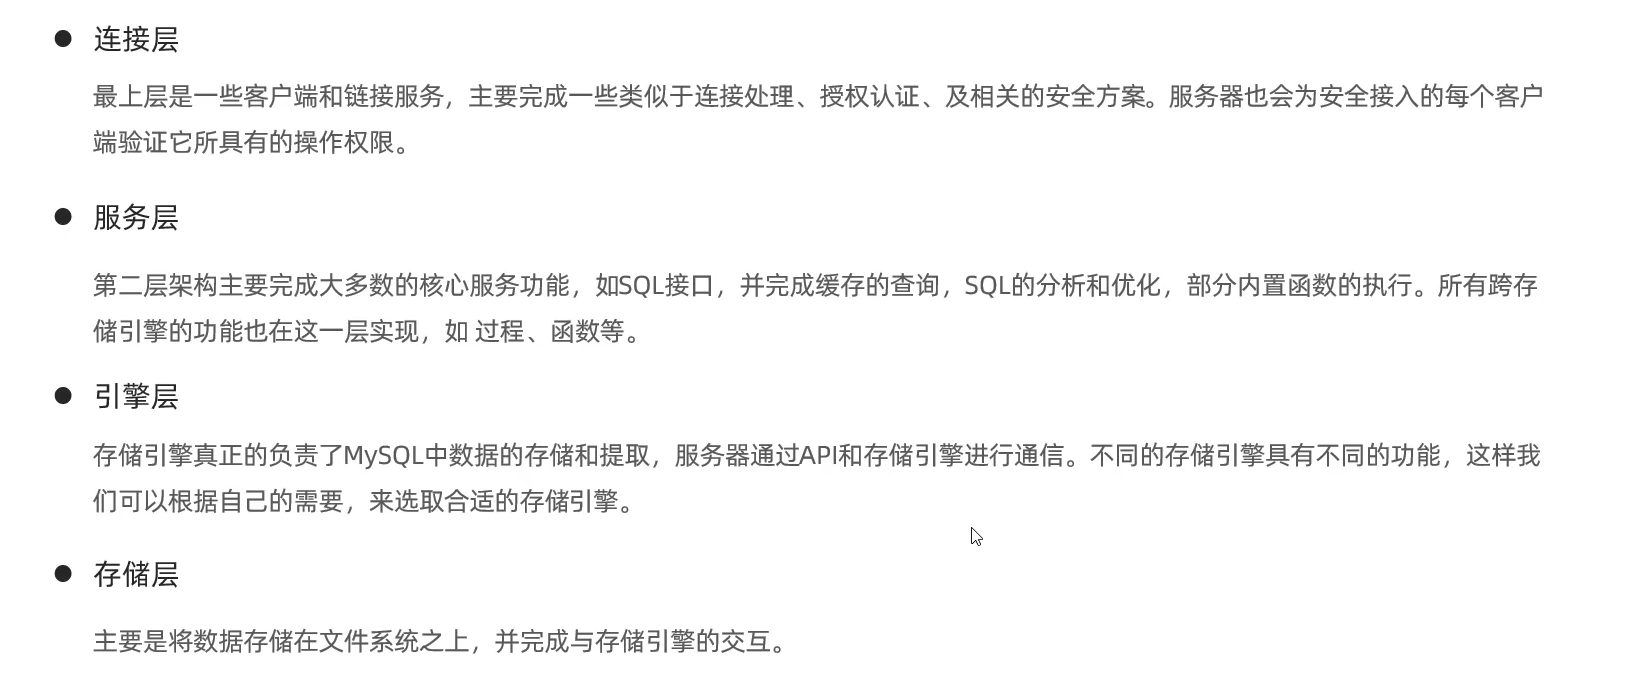 ● 连接层
最上层是一些客户端和链接服务，主要完成一些类似于连接处理、授权认证、及相关的安全方案。服务器也会为安全接入的每个客户
端验证它所具有的操作权限。
● 服务层
第二层架构主要完成大多数的核心服务功能，如SQL接口，并完成缓存的查询，SQL的分析和优化，部分内置函数的执行。所有跨存
储引擎的功能也在这一层实现，如 过程、函数等。
● 引擎层
存储引擎真正的负责了MySQL中数据的存储和提取，服务器通过API和存储引擎进行通信。不同的存储引擎具有不同的功能，这样我
们可以根据自己的需要，来选取合适的存储引擎。
● 存储层
主要是将数据存储在文件系统之上，并完成与存储引擎的交互。